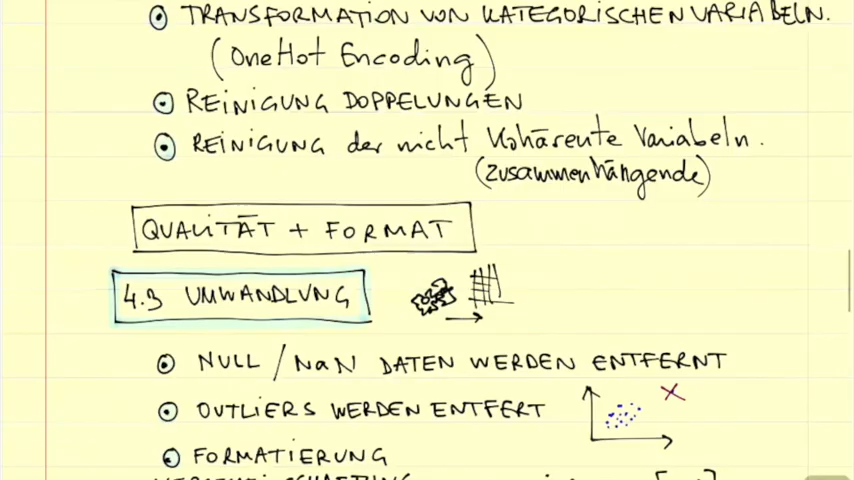 TRANSFORMATION VON KATEGORISCHEN VARIABELN.
(OneHot Encoding)
REINIGUNG DOPPELUNGEN
REINIGUNG der nicht Kohärente Variabeln.
(zusammenhängende)
QUALITÄT + FORMAT
4.3 UMWANDLUNG
NULL / NaN DATEN WERDEN ENTFERNT
OUTLIERS WERDEN ENTFERT
FORMATIERUNG